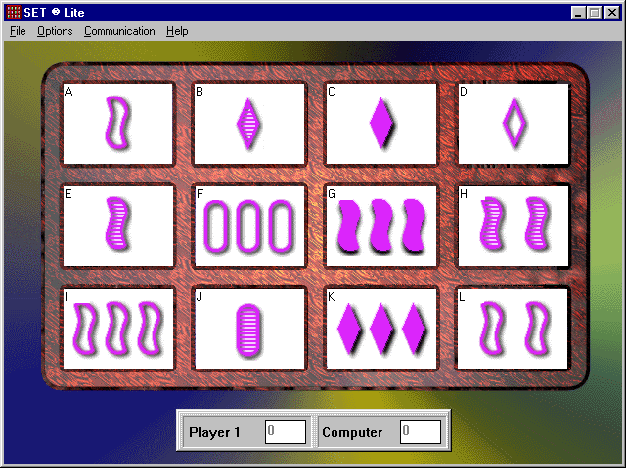 SET ® Lite
File Options Communication Help
A B C D
E F G H
I J K L
Player 1 0 Computer 0